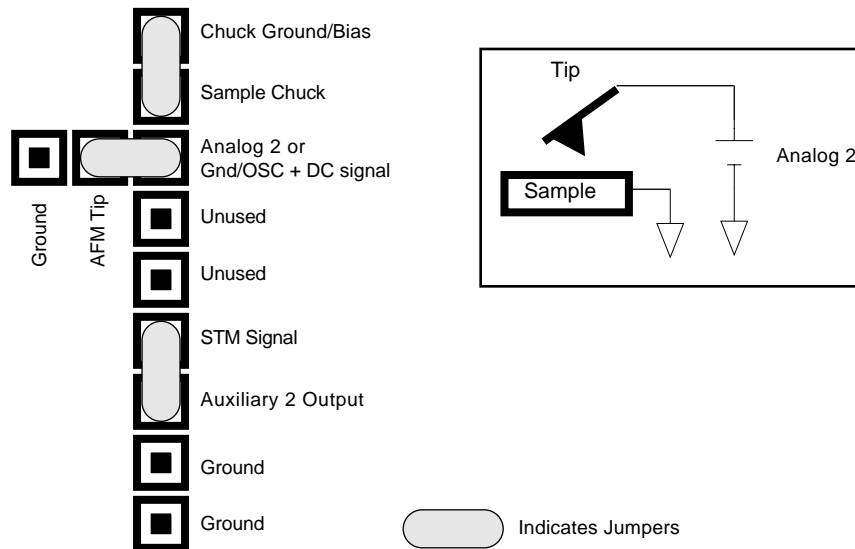 Chuck Ground/Bias
Sample Chuck
Analog 2 or
Gnd/OSC + DC signal
Ground
AFM Tip
Unused
Unused
STM Signal
Auxiliary 2 Output
Ground
Ground
Indicates Jumpers
Tip
Sample
Analog 2